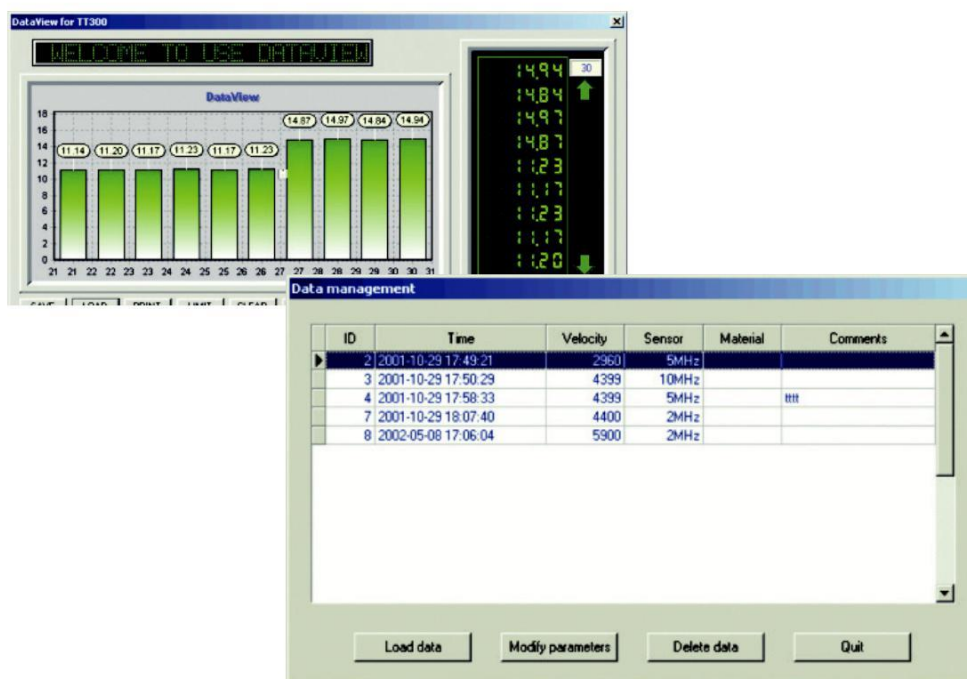 DataView for TT300
WELCOME TO USE DATAVIEW
DataView
18
16
14
12
10
8
6
4
2
0
11.14 11.20 11.17 11.23 11.17 11.23 14.87 14.97 14.84 14.94
21 21 22 22 23 23 24 24 25 25 26 26 27 27 28 28 29 29 30 30 31
30
14.94
14.84
14.97
14.87
11.23
11.17
11.23
11.17
11.20
SAVE LOAD PRINT LIMIT CLEAR
Data management
ID Time Velocity Sensor Material Comments
2 2001-10-29 17:49:21 2960 5MHz
3 2001-10-29 17:50:29 4399 10MHz
4 2001-10-29 17:58:33 4399 5MHz tttt
7 2001-10-29 18:07:40 4400 2MHz
8 2002-05-08 17:06:04 5900 2MHz
Load data Modify parameters Delete data Quit